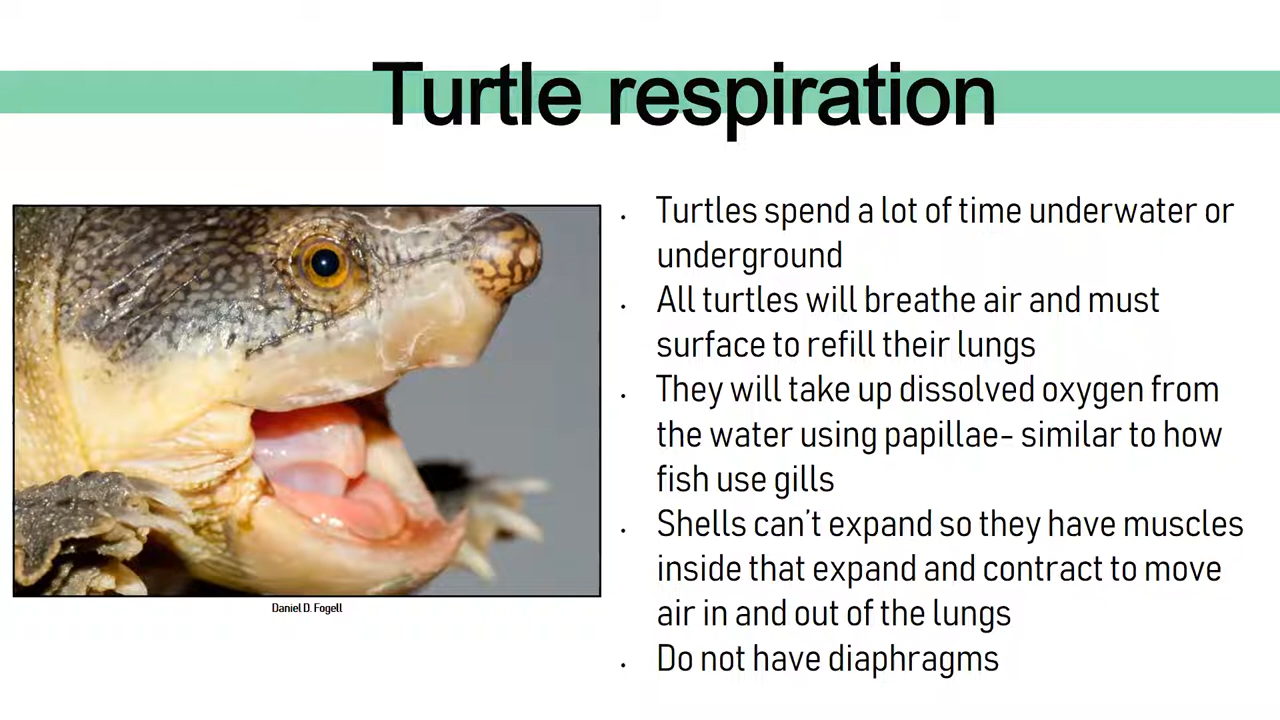 Turtle respiration
• Turtles spend a lot of time underwater or
underground
• All turtles will breathe air and must
surface to refill their lungs
• They will take up dissolved oxygen from
the water using papillae- similar to how
fish use gills
• Shells can't expand so they have muscles
inside that expand and contract to move
air in and out of the lungs
• Do not have diaphragms
Daniel D. Fogell